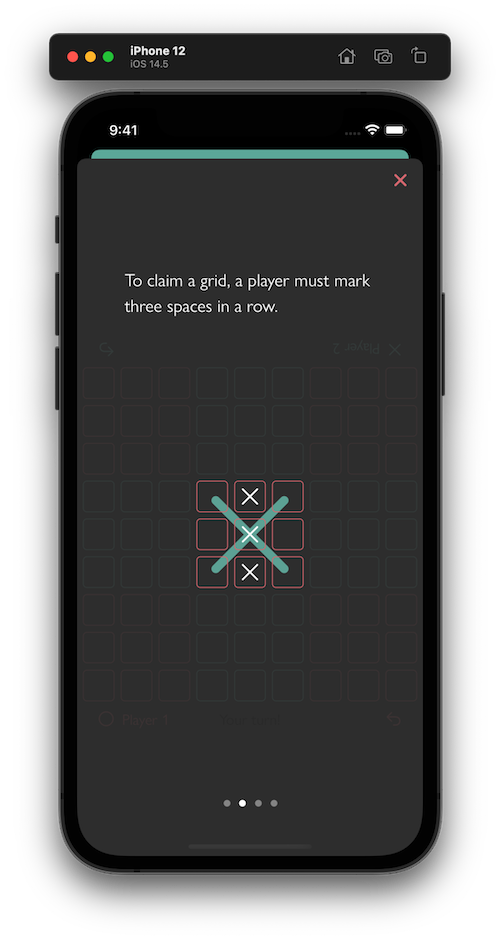 iPhone 12
iOS 14.5
9:41
To claim a grid, a player must mark
three spaces in a row.
Player 2
Player 1